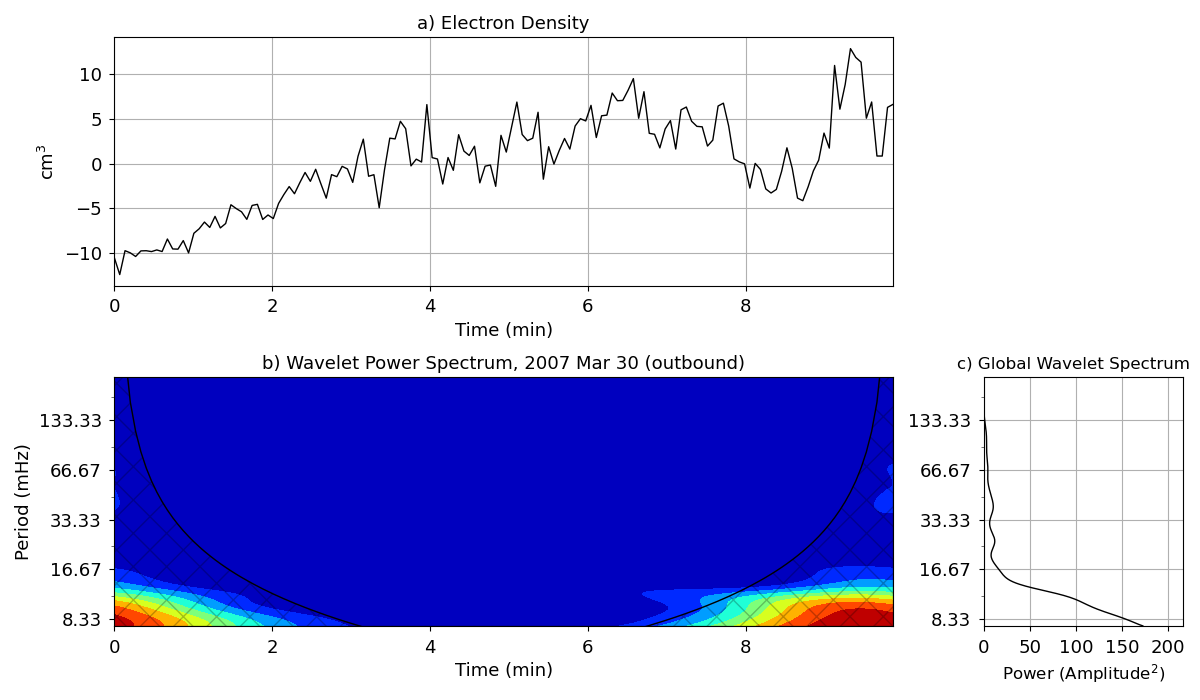 a) Electron Density
cm³
10
5
0
−5
−10
0 2 4 6 8
Time (min)
b) Wavelet Power Spectrum, 2007 Mar 30 (outbound)
Period (mHz)
133.33
66.67
33.33
16.67
8.33
0 2 4 6 8
Time (min)
c) Global Wavelet Spectrum
133.33
66.67
33.33
16.67
8.33
0 50 100 150 200
Power (Amplitude²)